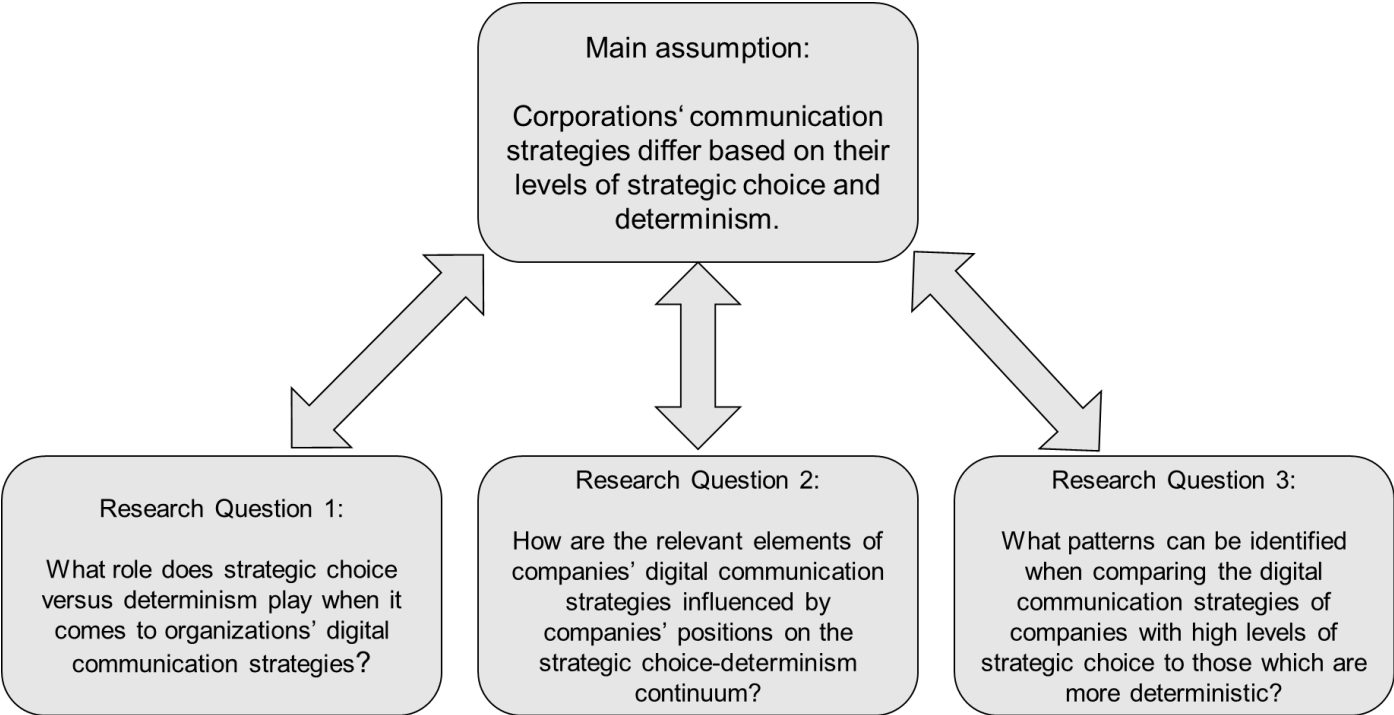 Main assumption:
Corporations‘ communication
strategies differ based on their
levels of strategic choice and
determinism.
Research Question 1:
What role does strategic choice
versus determinism play when it
comes to organizations’ digital
communication strategies?
Research Question 2:
How are the relevant elements of
companies’ digital communication
strategies influenced by
companies’ positions on the
strategic choice-determinism
continuum?
Research Question 3:
What patterns can be identified
when comparing the digital
communication strategies of
companies with high levels of
strategic choice to those which are
more deterministic?